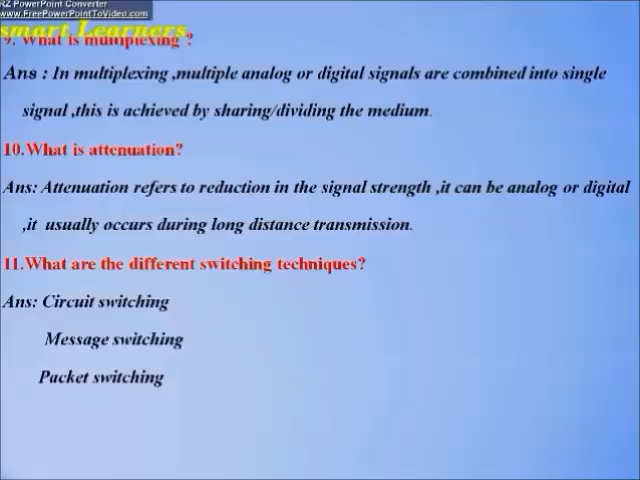 RZ PowerPoint Converter
www.FreePowerPointToVideo.com
smart Learners
9. What is multiplexing ?
Ans : In multiplexing ,multiple analog or digital signals are combined into single
signal ,this is achieved by sharing/dividing the medium.
10.What is attenuation?
Ans: Attenuation refers to reduction in the signal strength ,it can be analog or digital
,it usually occurs during long distance transmission.
11.What are the different switching techniques?
Ans: Circuit switching
Message switching
Packet switching